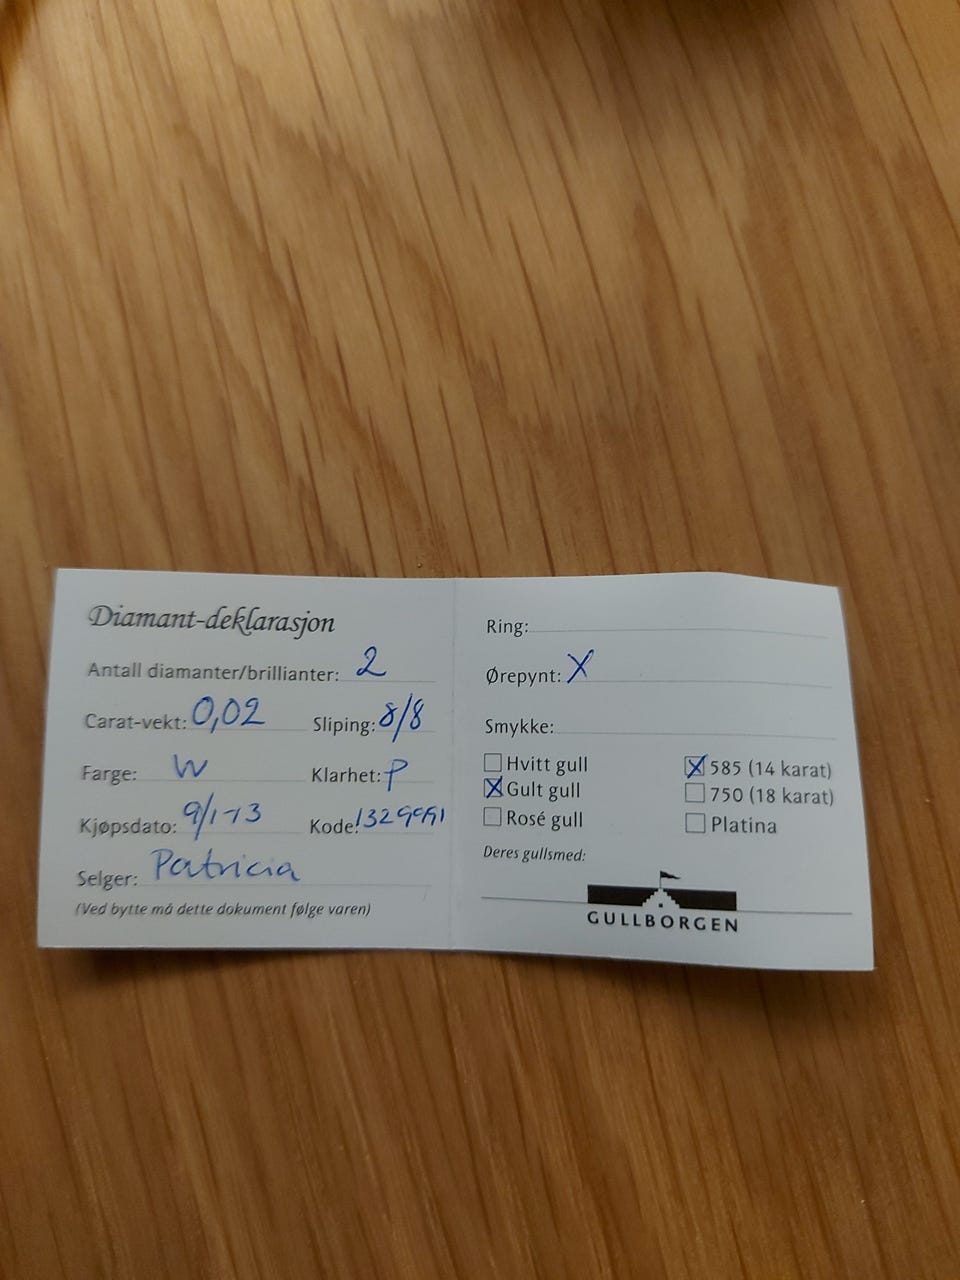 Diamant-deklarasjon
Antall diamanter/brillianter: 2
Carat-vekt: 0,02 Sliping: 8/8
Farge: W Klarhet: P
Kjøpsdato: 9/1-13 Kode:
Selger: Patricia
(Ved bytte må dette dokument følge varen)
Ring:
Ørepynt: X
Smykke:
Hvitt gull X 585 (14 karat)
X Gult gull 750 (18 karat)
Rosé gull Platina
Deres gullsmed:
GULLBORGEN